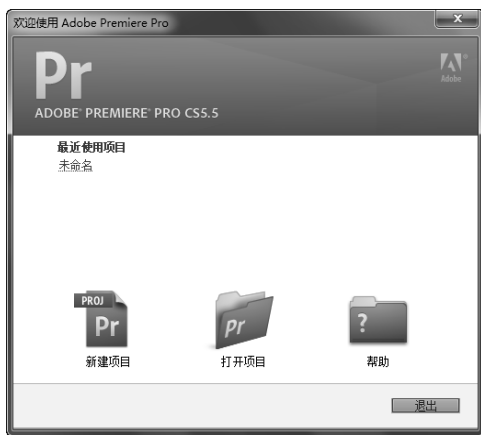 欢迎使用 Adobe Premiere Pro
x
Pr
Adobe
ADOBE® PREMIERE® PRO CS5.5
最近使用项目
未命名
PROJ
Pr
Pr
?
新建项目
打开项目
帮助
退出